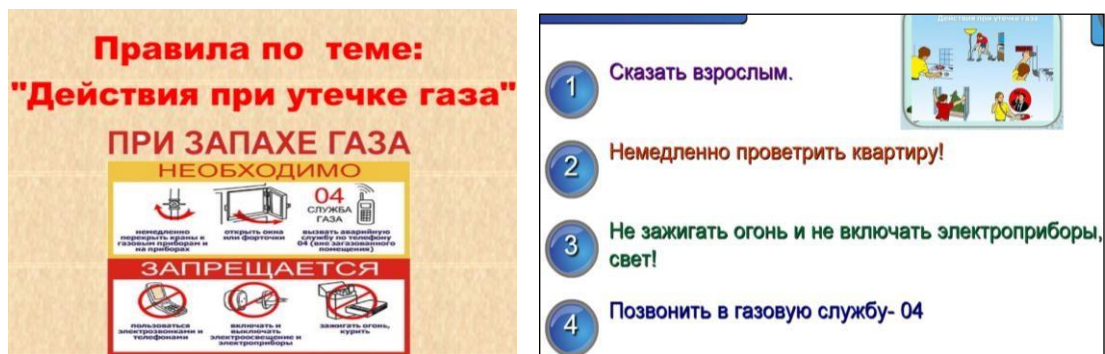 Правила по теме:
"Действия при утечке газа"
ПРИ ЗАПАХЕ ГАЗА
НЕОБХОДИМО
немедленно
перекрыть краны к
газовым приборам и
на приборах
открыть окна
или форточки
04
СЛУЖБА
ГАЗА
вызвать аварийную
службу по телефону
04 (вне загазованного
помещения)
ЗАПРЕЩАЕТСЯ
пользоваться
электрозвонками и
телефонами
включать и
выключать
электроосвещение и
электроприборы
зажигать огонь,
курить
Действия при утечке газа
1
Сказать взрослым.
2
Немедленно проветрить квартиру!
3
Не зажигать огонь и не включать электроприборы,
свет!
4
Позвонить в газовую службу- 04